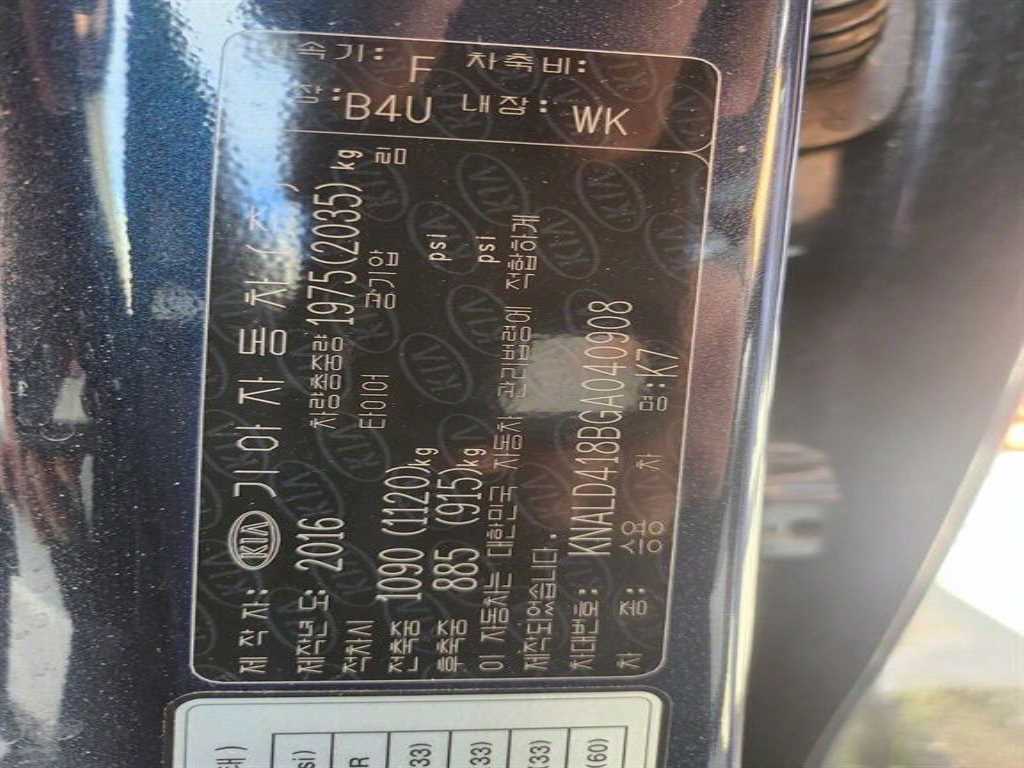 KIA 기아자동차(주)
제작자:
제작년도: 2016 차량총중량 1975(2035) kg
적차시 타이어 공기압 림
전축중 1090 (1120)kg psi
후축중 885 (915)kg psi
이 자동차는 대한민국 자동차 관리법령에 적합하게
제작되었습니다.
차대번호: KNALD418BGA040908
차 종: 승용 차 명: K7
속기: F 차축비:
장: B4U 내장: WK
(33)
(33)
(33)
(60)